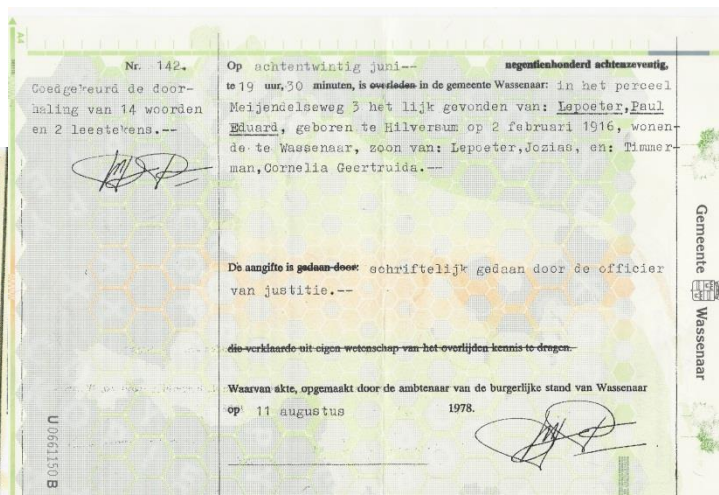 A4
Nr. 142.
Goedgekeurd de door-
haling van 14 woorden
en 2 leestekens.--
Op achtentwintig juni-- negentienhonderd achtenzeventig,
te 19 uur, 30 minuten, is overleden in de gemeente Wassenaar: in het perceel
Meijendelseweg 3 het lijk gevonden van: Lepoeter,Paul
Eduard, geboren te Hilversum op 2 februari 1916, wonen-
de te Wassenaar, zoon van: Lepoeter,Jozias, en: Timmer-
man,Cornelia Geertruida.--
De aangifte is gedaan door: schriftelijk gedaan door de officier
van justitie.--
die verklaarde uit eigen wetenschap van het overlijden kennis te dragen.
Waarvan akte, opgemaakt door de ambtenaar van de burgerlijke stand van Wassenaar
op 11 augustus 1978.
Gemeente Wassenaar
U0661150B